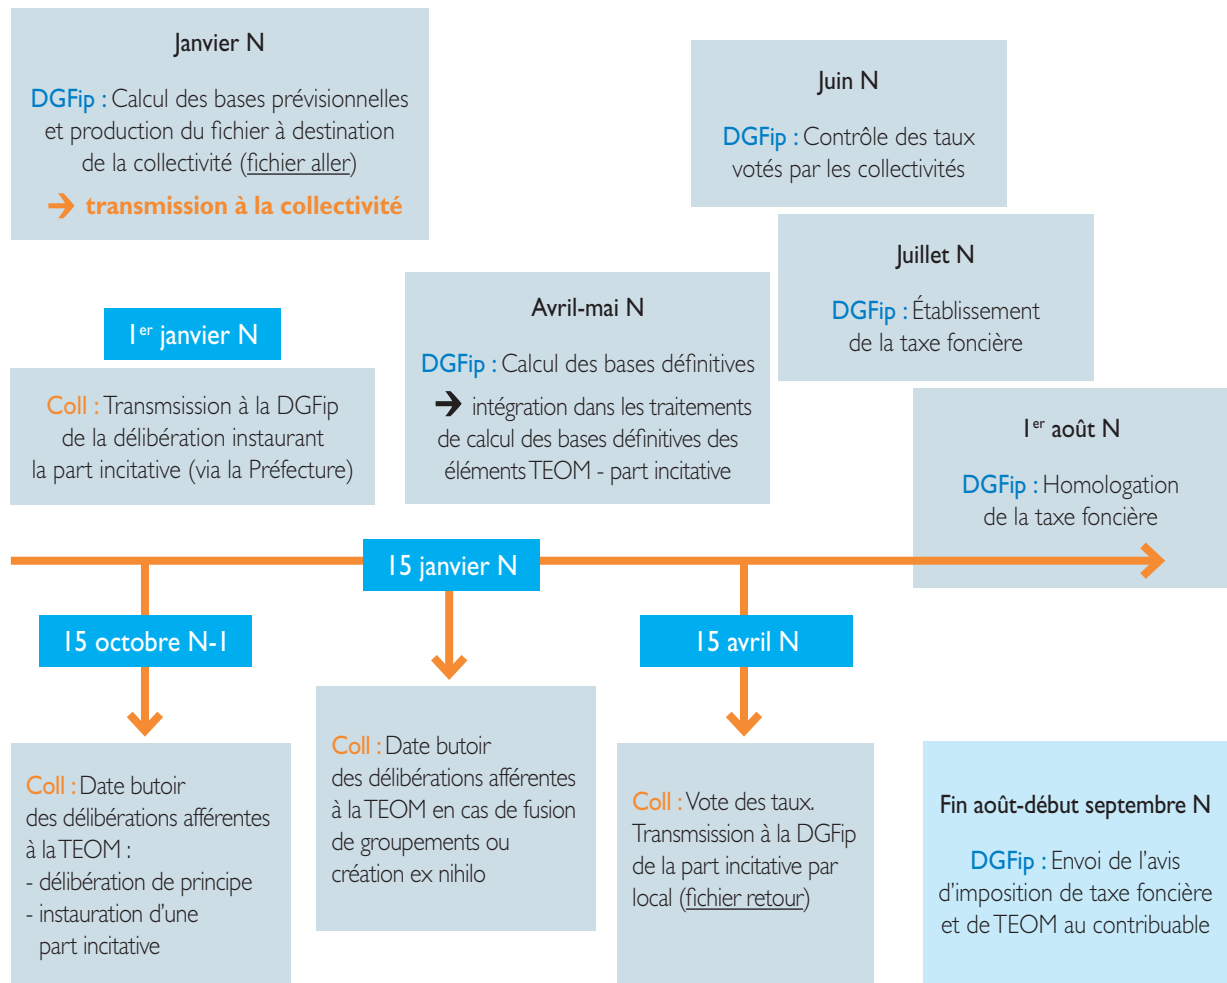 Janvier N
DGFip : Calcul des bases prévisionnelles
et production du fichier à destination
de la collectivité (fichier aller)
➔ transmission à la collectivité
Juin N
DGFip : Contrôle des taux
votés par les collectivités
Juillet N
DGFip : Établissement
de la taxe foncière
1er janvier N
Coll : Transmsission à la DGFip
de la délibération instaurant
la part incitative (via la Préfecture)
Avril-mai N
DGFip : Calcul des bases définitives
➔ intégration dans les traitements
de calcul des bases définitives des
éléments TEOM - part incitative
1er août N
DGFip : Homologation
de la taxe foncière
15 janvier N
15 octobre N-1
15 avril N
Coll : Date butoir
des délibérations afférentes
à la TEOM :
- délibération de principe
- instauration d'une
part incitative
Coll : Date butoir
des délibérations afférentes
à la TEOM en cas de fusion
de groupements ou
création ex nihilo
Coll : Vote des taux.
Transmsission à la DGFip
de la part incitative par
local (fichier retour)
Fin août-début septembre N
DGFip : Envoi de l'avis
d'imposition de taxe foncière
et de TEOM au contribuable